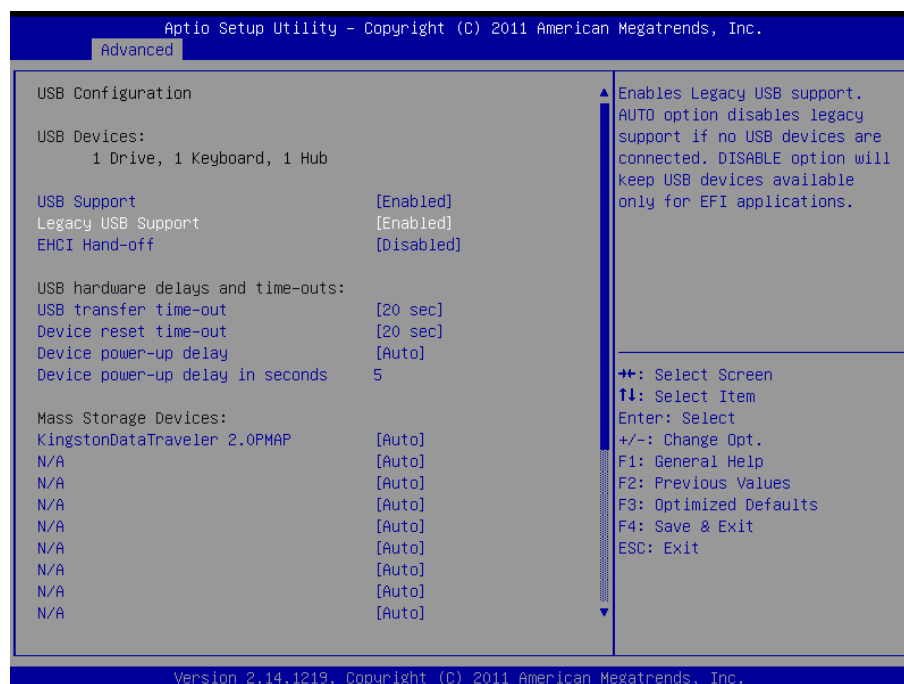 Aptio Setup Utility – Copyright (C) 2011 American Megatrends, Inc.
Advanced
USB Configuration
USB Devices:
1 Drive, 1 Keyboard, 1 Hub
USB Support [Enabled]
Legacy USB Support [Enabled]
EHCI Hand-off [Disabled]
USB hardware delays and time-outs:
USB transfer time-out [20 sec]
Device reset time-out [20 sec]
Device power-up delay [Auto]
Device power-up delay in seconds 5
Mass Storage Devices:
KingstonDataTraveler 2.0PMAP [Auto]
N/A [Auto]
N/A [Auto]
N/A [Auto]
N/A [Auto]
N/A [Auto]
N/A [Auto]
N/A [Auto]
N/A [Auto]
Enables Legacy USB support.
AUTO option disables legacy
support if no USB devices are
connected. DISABLE option will
keep USB devices available
only for EFI applications.
→←: Select Screen
↑↓: Select Item
Enter: Select
+/-: Change Opt.
F1: General Help
F2: Previous Values
F3: Optimized Defaults
F4: Save & Exit
ESC: Exit
Version 2.14.1219. Copyright (C) 2011 American Megatrends, Inc.